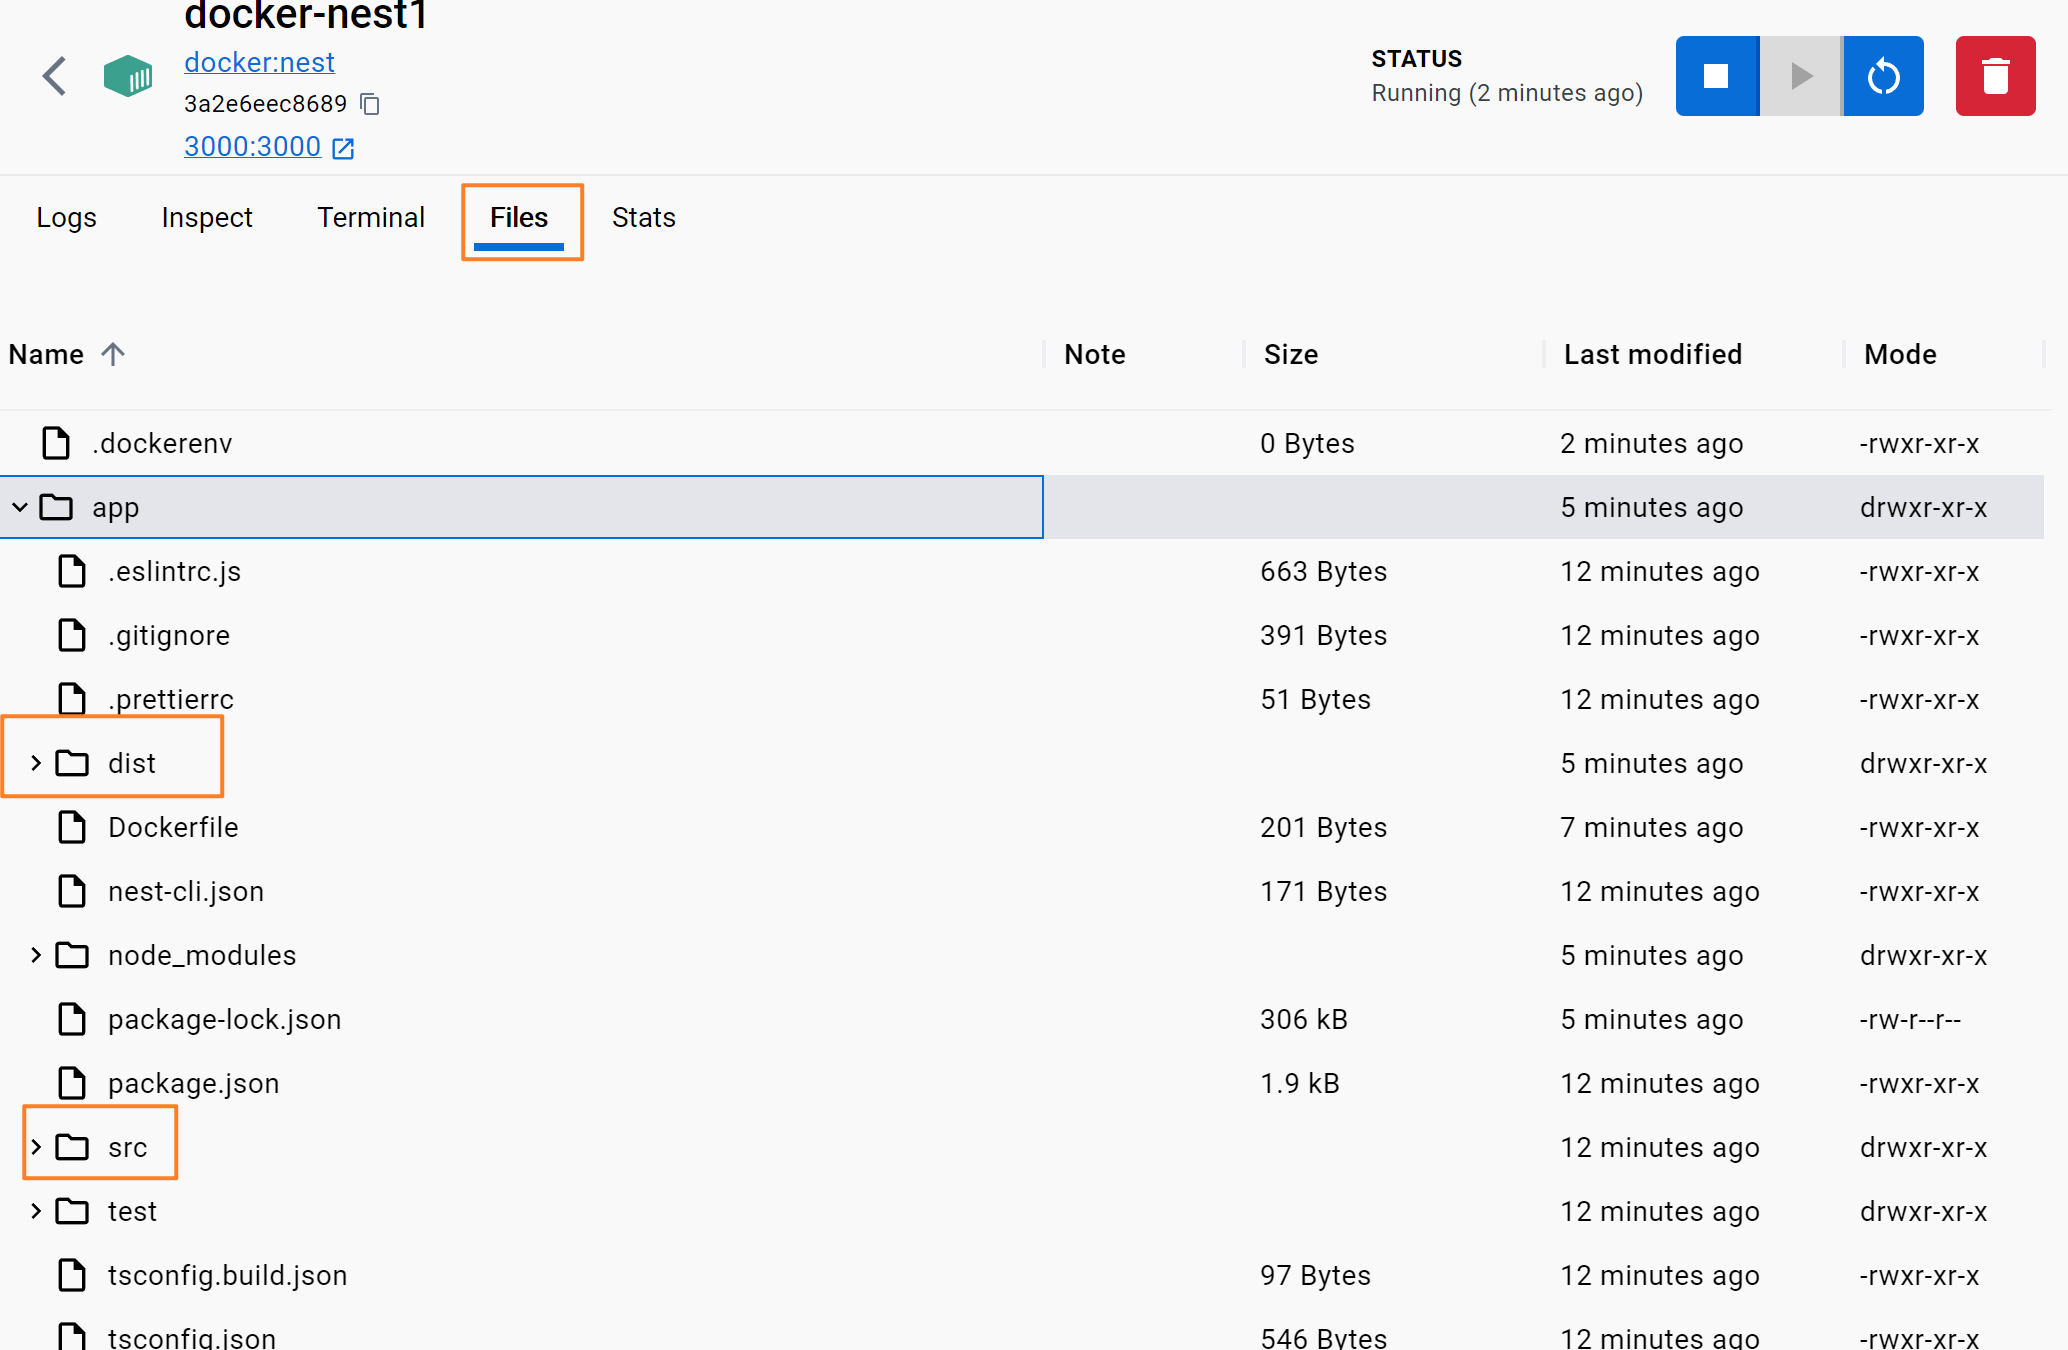 docker-nest1
docker:nest
3a2e6eec8689
3000:3000
STATUS
Running (2 minutes ago)
Logs Inspect Terminal Files Stats
Name Note Size Last modified Mode
.dockerenv 0 Bytes 2 minutes ago -rwxr-xr-x
app 5 minutes ago drwxr-xr-x
.eslintrc.js 663 Bytes 12 minutes ago -rwxr-xr-x
.gitignore 391 Bytes 12 minutes ago -rwxr-xr-x
.prettierrc 51 Bytes 12 minutes ago -rwxr-xr-x
dist 5 minutes ago drwxr-xr-x
Dockerfile 201 Bytes 7 minutes ago -rwxr-xr-x
nest-cli.json 171 Bytes 12 minutes ago -rwxr-xr-x
node_modules 5 minutes ago drwxr-xr-x
package-lock.json 306 kB 5 minutes ago -rw-r--r--
package.json 1.9 kB 12 minutes ago -rwxr-xr-x
src 12 minutes ago drwxr-xr-x
test 12 minutes ago drwxr-xr-x
tsconfig.build.json 97 Bytes 12 minutes ago -rwxr-xr-x
tsconfig.json 546 Bytes 12 minutes ago -rwxr-xr-x